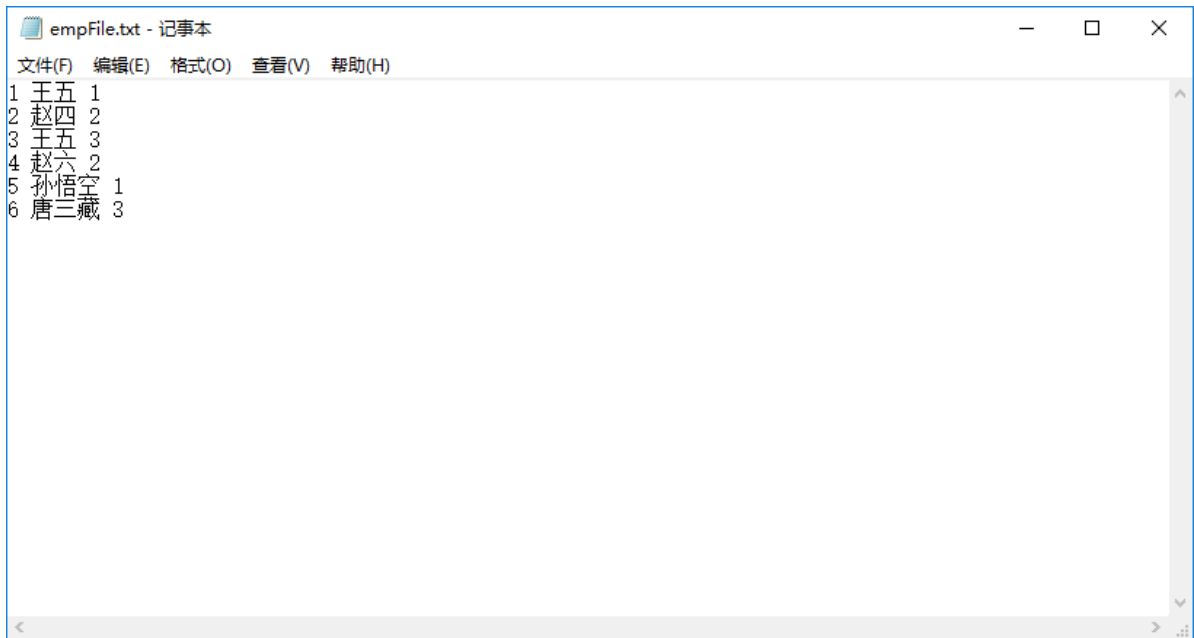 empFile.txt - 记事本
文件(F) 编辑(E) 格式(O) 查看(V) 帮助(H)
1 王五 1
2 赵四 2
3 王五 3
4 赵六 2
5 孙悟空 1
6 唐三藏 3